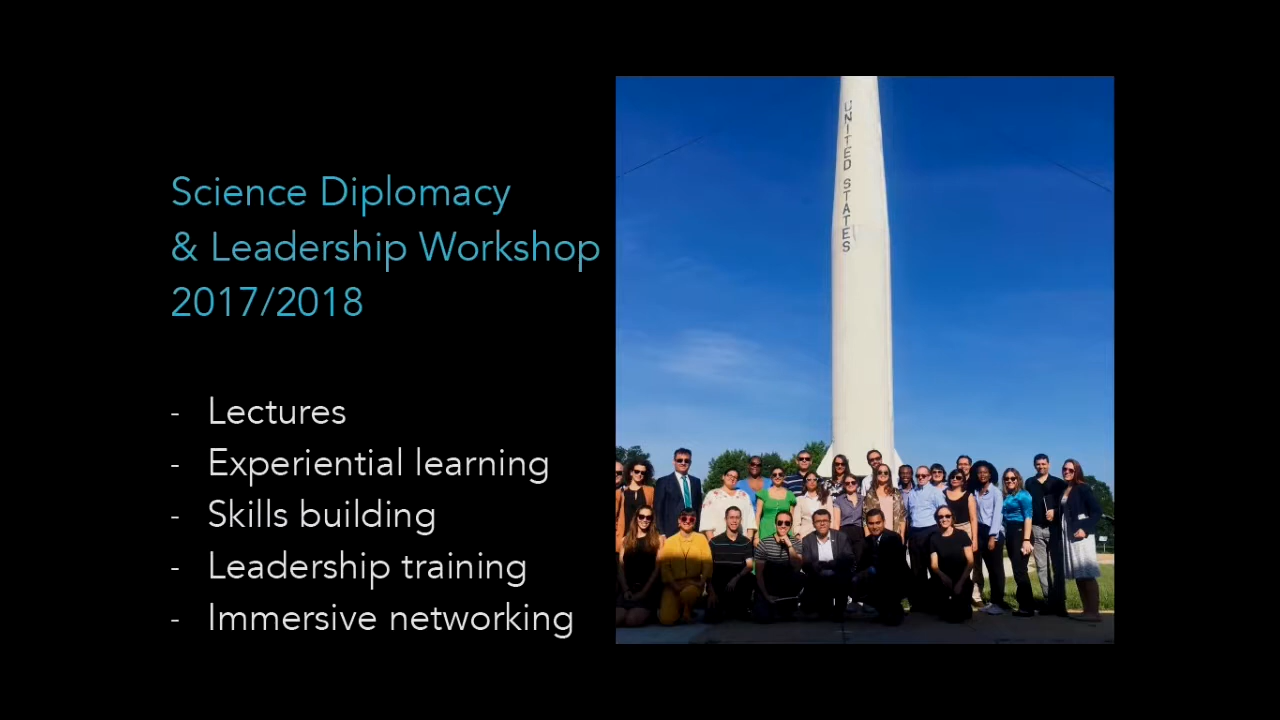 Science Diplomacy
& Leadership Workshop
2017/2018
- Lectures
- Experiential learning
- Skills building
- Leadership training
- Immersive networking
UNITED STATES